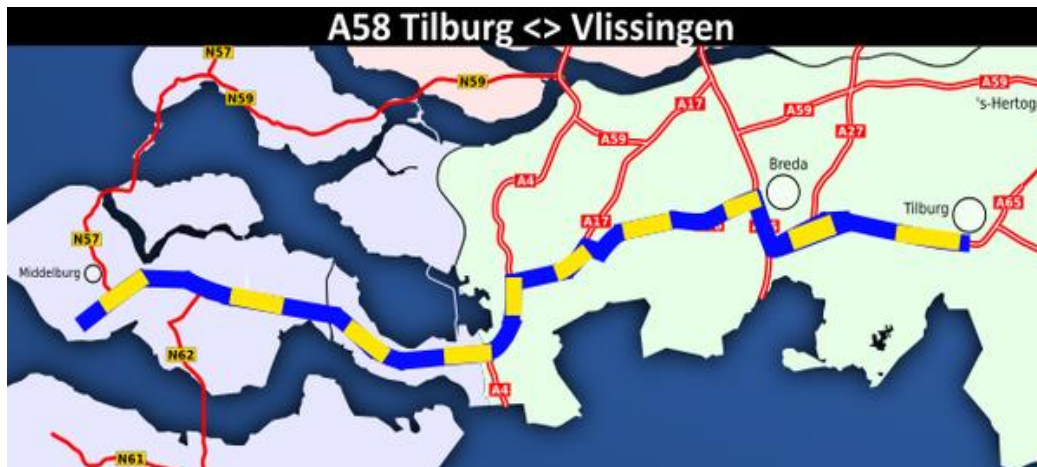 A58 Tilburg <> Vlissingen
N57
N59
N59
A59
A17
A59
's-Hertog
A59
A27
Breda
A4
A17
Tilburg
A65
N57
Middelburg
N62
A4
N61